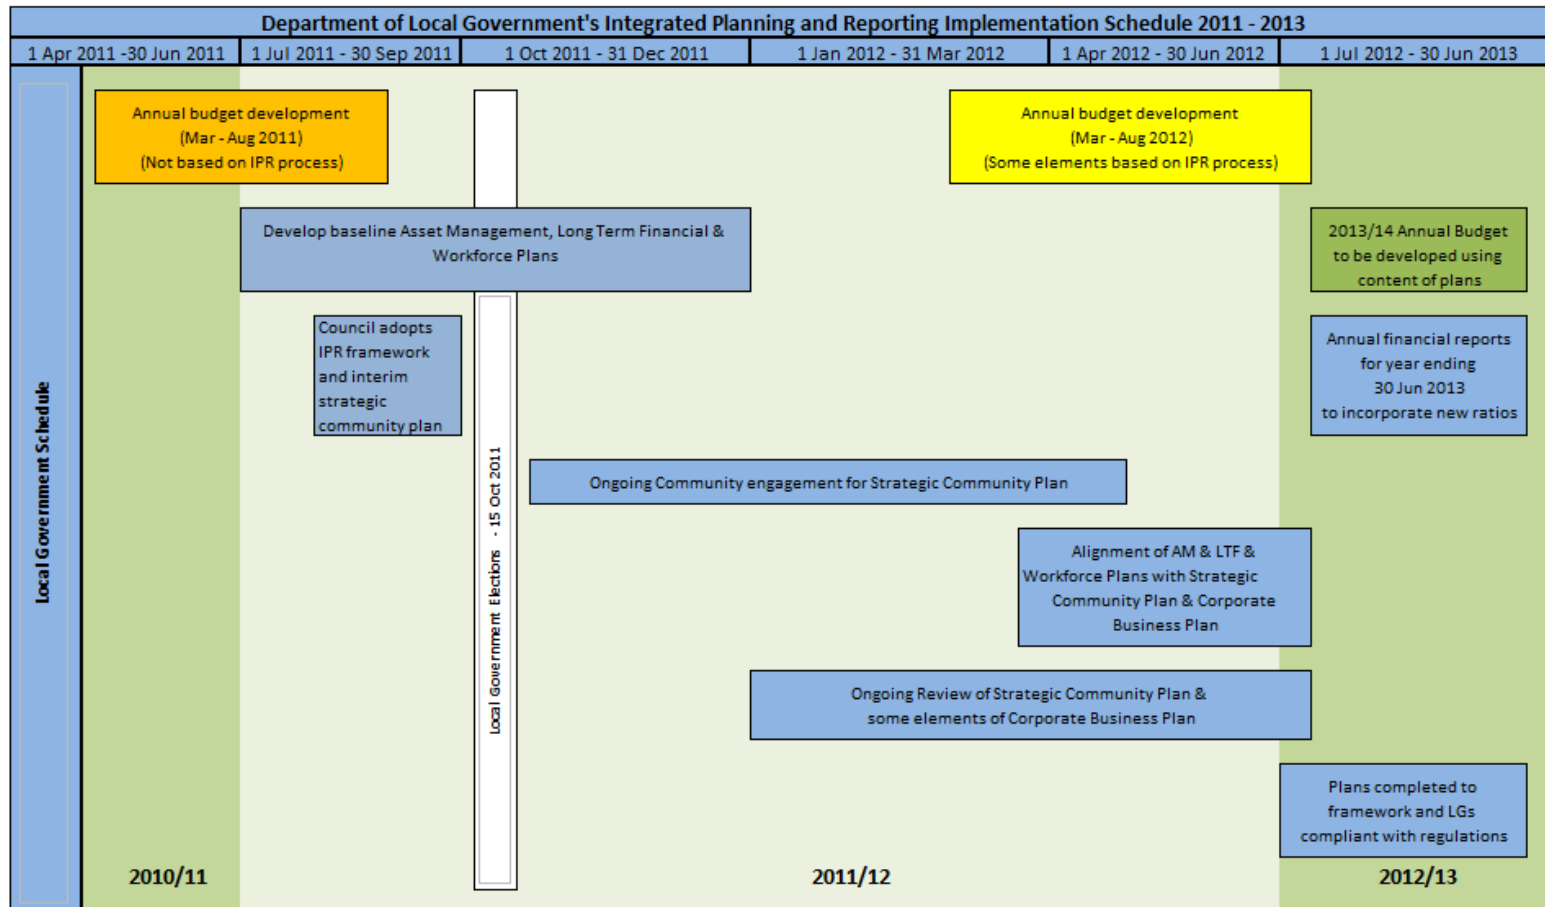 Department of Local Government's Integrated Planning and Reporting Implementation Schedule 2011 - 2013
1 Apr 2011 -30 Jun 2011
1 Jul 2011 - 30 Sep 2011
1 Oct 2011 - 31 Dec 2011
1 Jan 2012 - 31 Mar 2012
1 Apr 2012 - 30 Jun 2012
1 Jul 2012 - 30 Jun 2013
Local Government Schedule
Annual budget development
(Mar - Aug 2011)
(Not based on IPR process)
Annual budget development
(Mar - Aug 2012)
(Some elements based on IPR process)
Develop baseline Asset Management, Long Term Financial &
Workforce Plans
2013/14 Annual Budget
to be developed using
content of plans
Council adopts
IPR framework
and interim
strategic
community plan
Annual financial reports
for year ending
30 Jun 2013
to incorporate new ratios
Local Government Elections - 15 Oct 2011
Ongoing Community engagement for Strategic Community Plan
Alignment of AM & LTF &
Workforce Plans with Strategic
Community Plan & Corporate
Business Plan
Ongoing Review of Strategic Community Plan &
some elements of Corporate Business Plan
Plans completed to
framework and LGs
compliant with regulations
2010/11
2011/12
2012/13